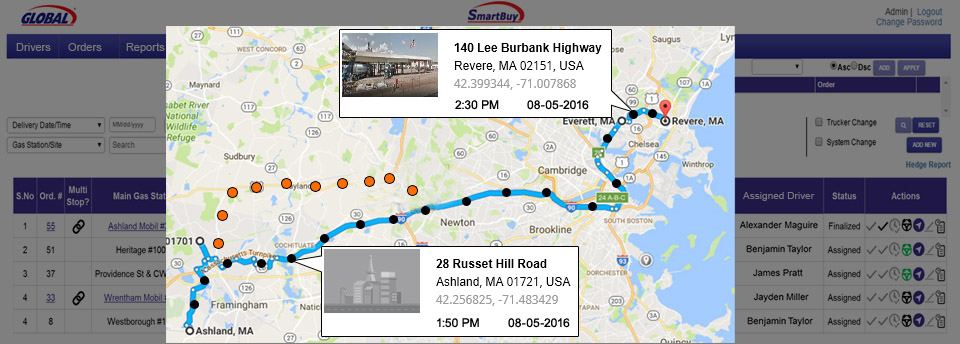 GLOBAL
SmartBuy
Admin | Logout
Change Password
Drivers Orders Reports
140 Lee Burbank Highway
Revere, MA 02151, USA
42.399344, -71.007868
2:30 PM 08-05-2016
Asc Dsc ADD APPLY
Order
Delivery Date/Time MM/dd/yyyy
Gas Station/Site Search
Trucker Change RESET
System Change ADD NEW
Hedge Report
WEST CONCORD
Maynard
National
Wildlife
Refuge
Sudbury
Everett, MA
Revere, MA
Chelsea
Winthrop
Cambridge
24 A-B-C
SOUTH BOSTON
Newton
Brookline
COCHITUATE
01701
Framingham
Ashland, MA
DORCHESTER
Quincy
28 Russet Hill Road
Ashland, MA 01721, USA
42.256825, -71.483429
1:50 PM 08-05-2016
S.No Ord. # Multi Stop? Main Gas Stat
Assigned Driver Status Actions
1 55 Ashland Mobil #
Alexander Maguire Finalized
2 51 Heritage #100
Benjamin Taylor Assigned
3 37 Providence St & CW
James Pratt Assigned
4 33 Wrentham Mobil
Jayden Miller Assigned
4 8 Westborough #1
Benjamin Taylor Assigned